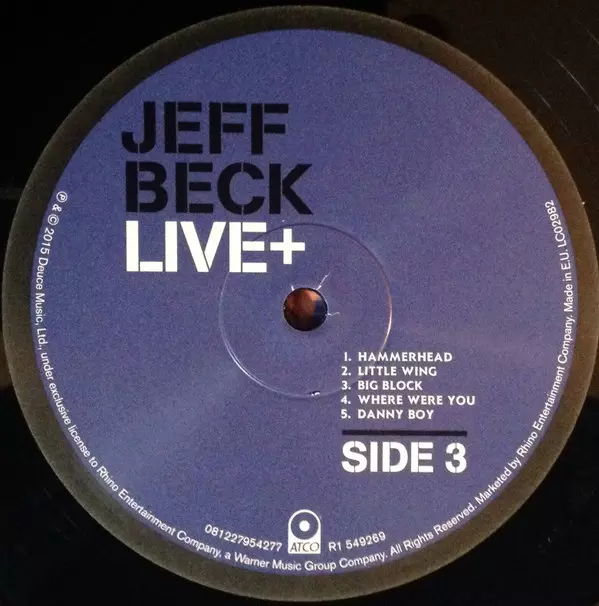 JEFF
BECK
LIVE+
1. HAMMERHEAD
2. LITTLE WING
3. BIG BLOCK
4. WHERE WERE YOU
5. DANNY BOY
SIDE 3
081227954277 ATCO R1 549269
℗ & © 2015 Deuce Music, Ltd., under exclusive license to Rhino Entertainment Company, a Warner Music Group Company. All Rights Reserved. Marketed by Rhino Entertainment Company. Made in E.U. LC02982